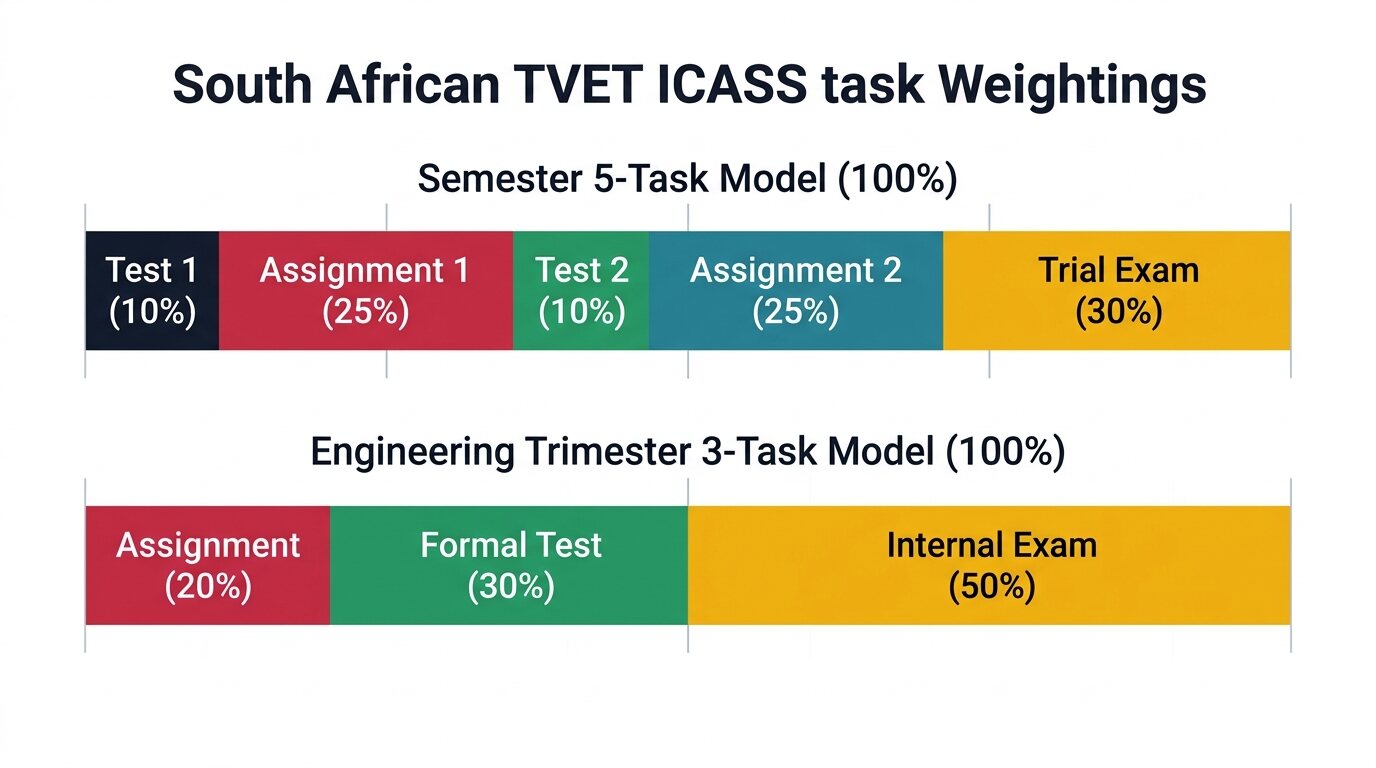 South African TVET ICASS task Weightings
Semester 5-Task Model (100%)
Test 1
(10%)
Assignment 1
(25%)
Test 2
(10%)
Assignment 2
(25%)
Trial Exam
(30%)
Engineering Trimester 3-Task Model (100%)
Assignment
(20%)
Formal Test
(30%)
Internal Exam
(50%)